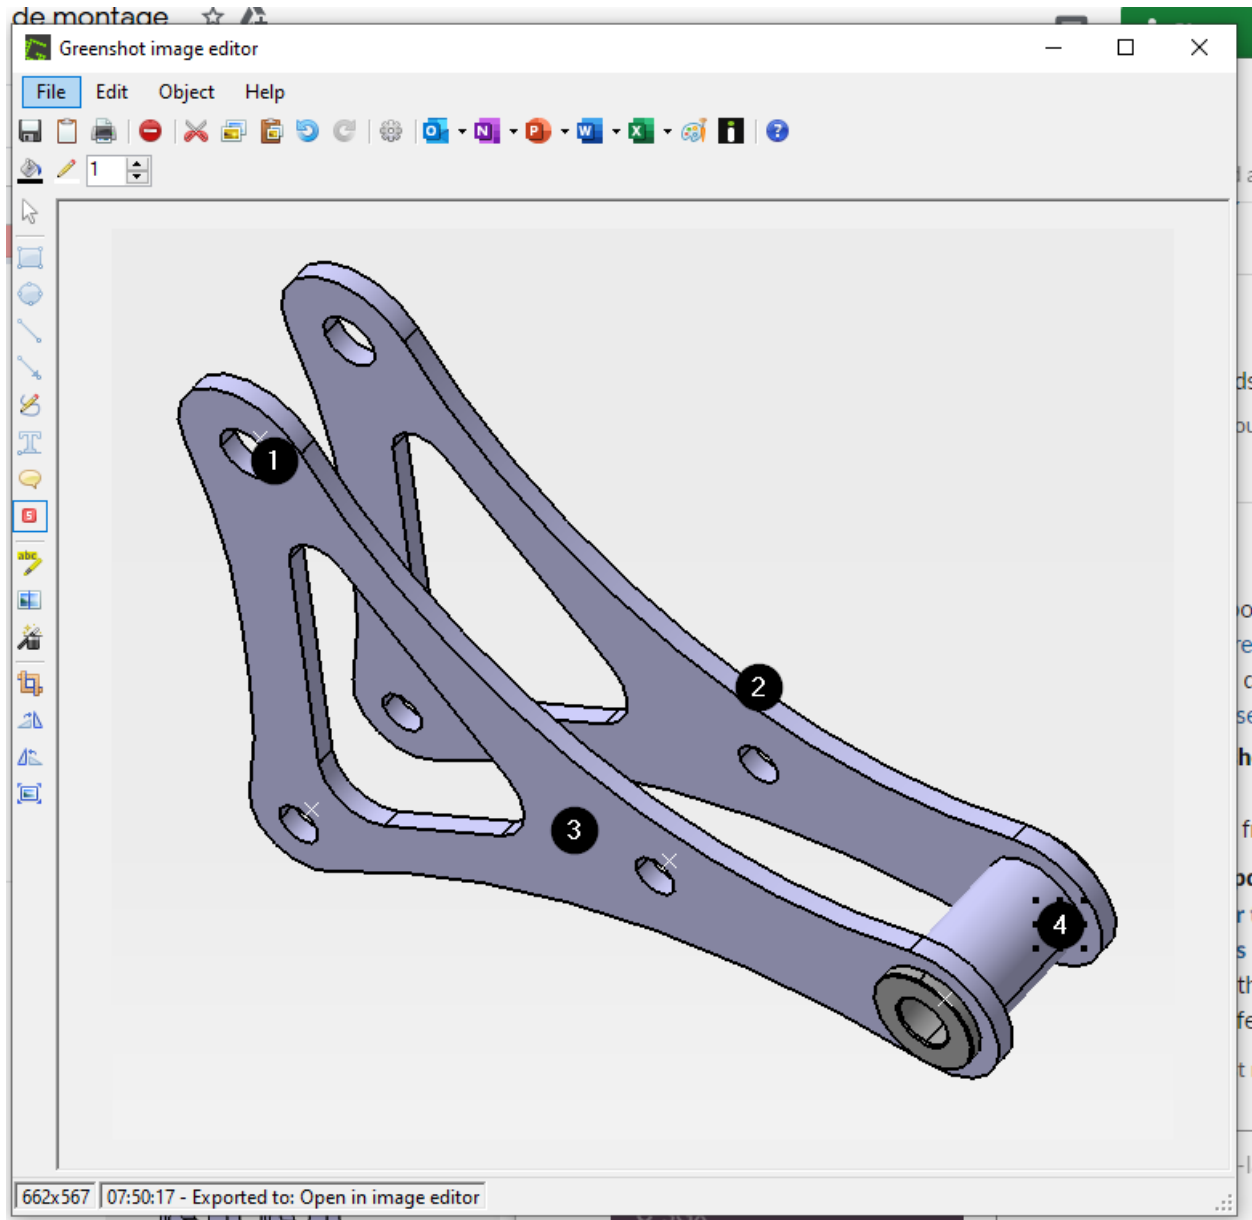 de montage
Greenshot image editor
File Edit Object Help
1
1
2
3
4
662x567 07:50:17 - Exported to: Open in image editor